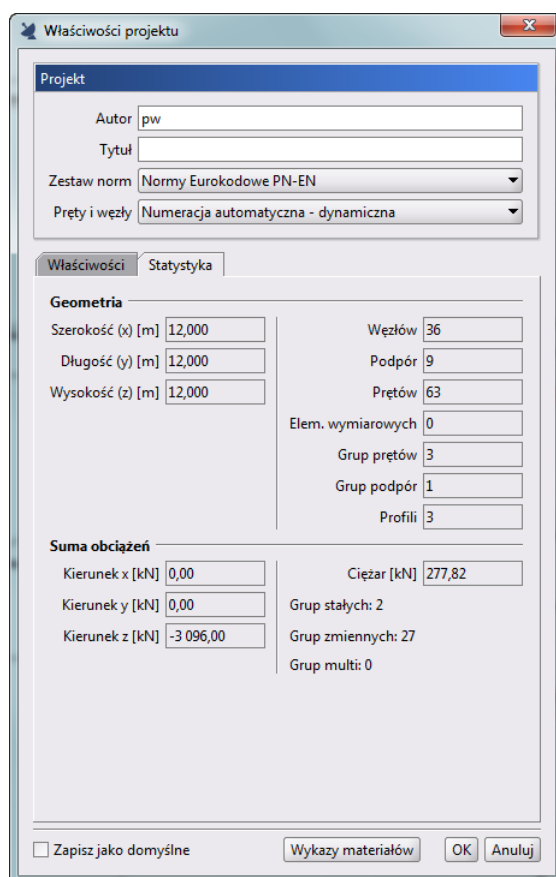 Właściwości projektu
Projekt
Autor pw
Tytuł
Zestaw norm Normy Eurokodowe PN-EN
Pręty i węzły Numeracja automatyczna - dynamiczna
Właściwości Statystyka
Geometria
Szerokość (x) [m] 12,000 Węzłów 36
Długość (y) [m] 12,000 Podpór 9
Wysokość (z) [m] 12,000 Prętów 63
Elem. wymiarowych 0
Grup prętów 3
Grup podpór 1
Profili 3
Suma obciążeń
Kierunek x [kN] 0,00 Ciężar [kN] 277,82
Kierunek y [kN] 0,00 Grup stałych: 2
Kierunek z [kN] -3 096,00 Grup zmiennych: 27
Grup multi: 0
Zapisz jako domyślne Wykazy materiałów OK Anuluj